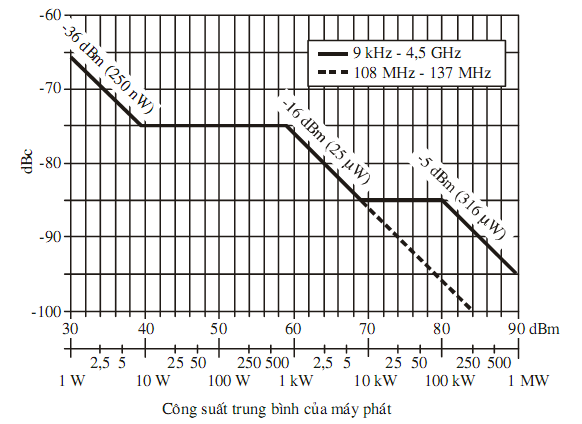 -60
-70
-80
-90
-100
dBc
-36 dBm (250 nW)
-16 dBm (25 µW)
-5 dBm (316 µW)
9 kHz - 4,5 GHz
108 MHz - 137 MHz
30 40 50 60 70 80 90 dBm
2,5 5 25 50 250 500 2,5 5 25 50 250 500
1 W 10 W 100 W 1 kW 10 kW 100 kW 1 MW
Công suất trung bình của máy phát